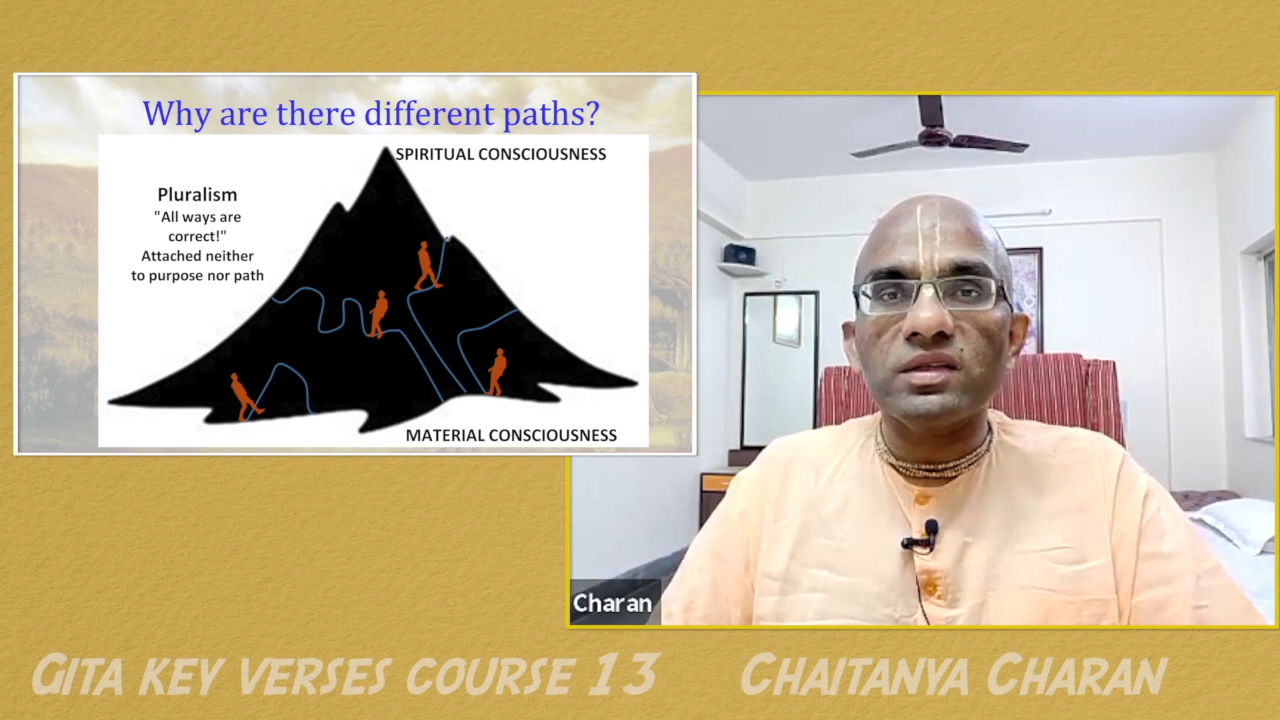 Why are there different paths?
SPIRITUAL CONSCIOUSNESS
Pluralism
"All ways are
correct!"
Attached neither
to purpose nor path
MATERIAL CONSCIOUSNESS
Charan
GITA KEY VERSES COURSE 13
CHAITANYA CHARAN